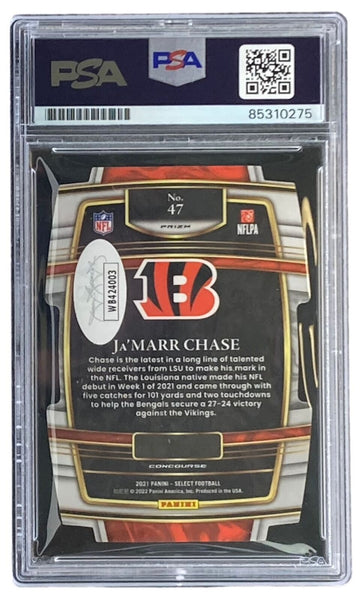 PSA
PSA
85310275
No.
47
PRIZM
NFL
NFLPA
WB424003
B
JA'MARR CHASE
Chase is the latest in a long line of talented
wide receivers from LSU to make his mark in
the NFL. The Louisiana native made his NFL
debut in Week 1 of 2021 and came through with
five catches for 101 yards and two touchdowns
to help the Bengals secure a 27-24 victory
against the Vikings.
CONCOURSE
2021 PANINI - SELECT FOOTBALL
© 2022 Panini America, Inc. Produced in the USA.
PANINI
PSA